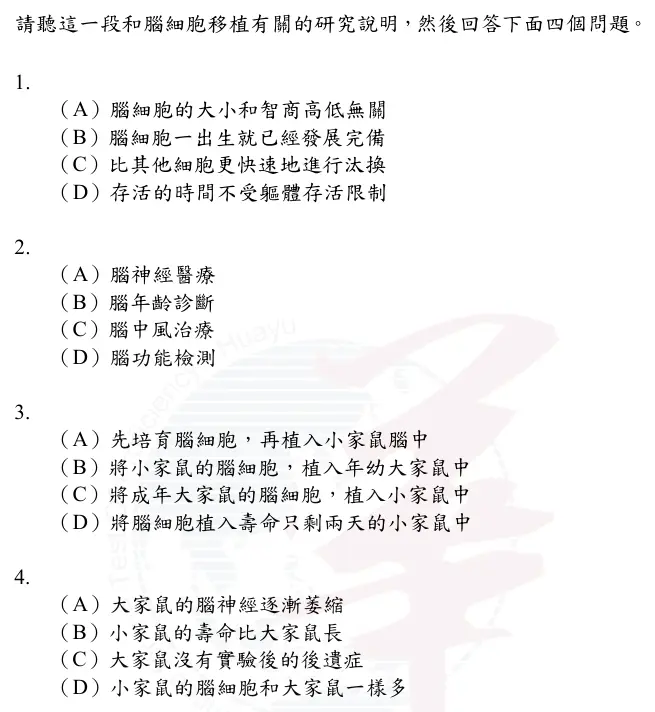 請聽這一段和腦細胞移植有關的研究說明，然後回答下面四個問題。
1.
（A）腦細胞的大小和智商高低無關
（B）腦細胞一出生就已經發展完備
（C）比其他細胞更快速地進行汰換
（D）存活的時間不受軀體存活限制
2.
（A）腦神經醫療
（B）腦年齡診斷
（C）腦中風治療
（D）腦功能檢測
3.
（A）先培育腦細胞，再植入小家鼠腦中
（B）將小家鼠的腦細胞，植入年幼大家鼠中
（C）將成年大家鼠的腦細胞，植入小家鼠中
（D）將腦細胞植入壽命只剩兩天的小家鼠中
4.
（A）大家鼠的腦神經逐漸萎縮
（B）小家鼠的壽命比大家鼠長
（C）大家鼠沒有實驗後的後遺症
（D）小家鼠的腦細胞和大家鼠一樣多